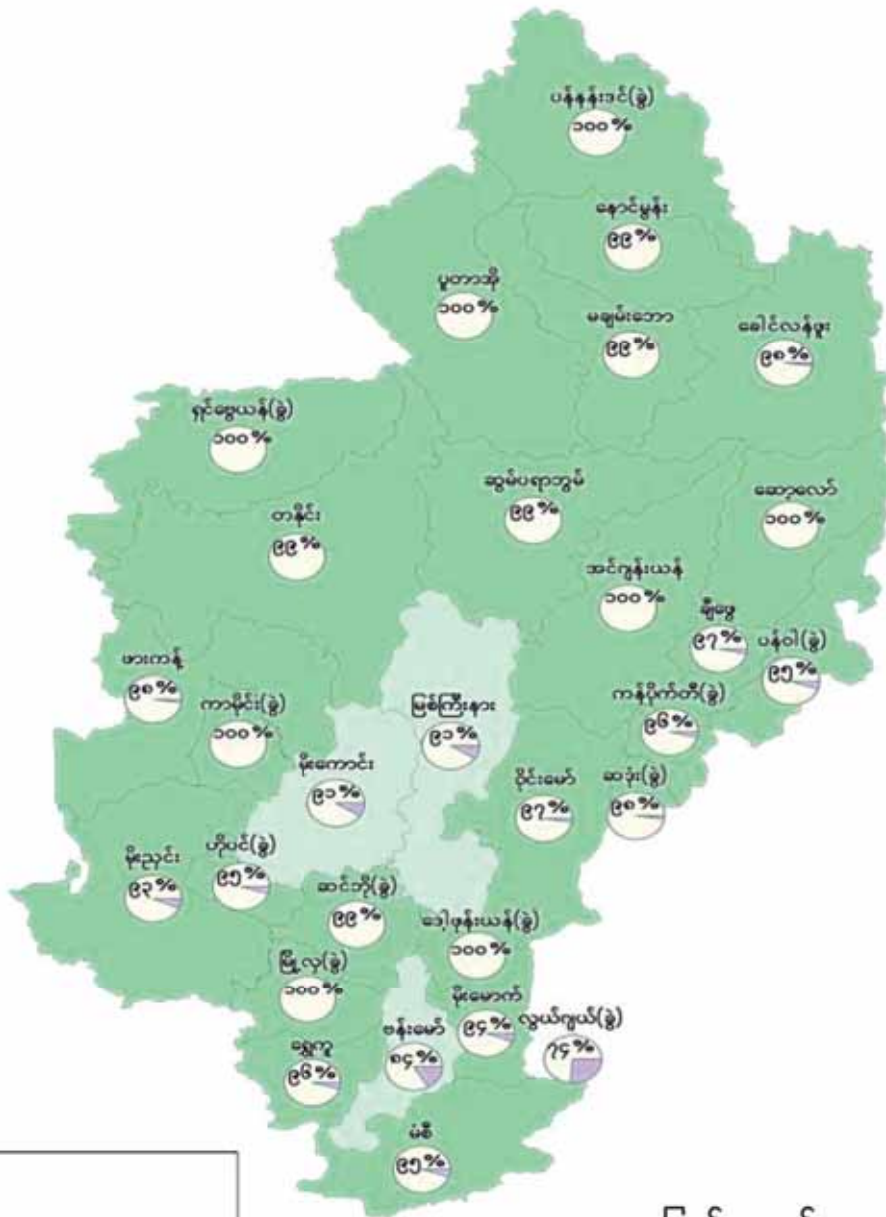 ပန်နန်းဒင်(ခွဲ)
၁၀၀%
နောင်မွန်း
၉၉%
ပူတာအို
၁၀၀%
မချမ်းဘော
၉၉%
ခေါင်လန်ဖူး
၉၈%
ရှင်ဗွေယန်(ခွဲ)
၁၀၀%
ဆွမ်ပရာဘွမ်
၉၉%
ဆော့လော်
၁၀၀%
တနိုင်း
၉၉%
အင်ဂျန်းယန်
၁၀၀%
ချီဖွေ
၉၇%
ပန်ဝါ(ခွဲ)
၉၅%
ဖားကန့်
၉၈%
ကာမိုင်း(ခွဲ)
၁၀၀%
မြစ်ကြီးနား
၉၁%
ကန်ပိုက်တီ(ခွဲ)
၉၆%
မိုးကောင်း
၉၁%
ဝိုင်းမော်
၉၇%
ဆဒုံး(ခွဲ)
၉၈%
မိုးညှင်း
၉၃%
ဟိုပင်(ခွဲ)
၉၅%
ဆင်ဘို(ခွဲ)
၉၉%
ဒေါ့ဖုန်းယန်(ခွဲ)
၁၀၀%
မြို့လှ(ခွဲ)
၁၀၀%
မိုးမောက်
၉၄%
လွယ်ဂျယ်(ခွဲ)
၇၄%
ရွှေကူ
၉၆%
ဗန်းမော်
၈၄%
မံစီ
၉၅%